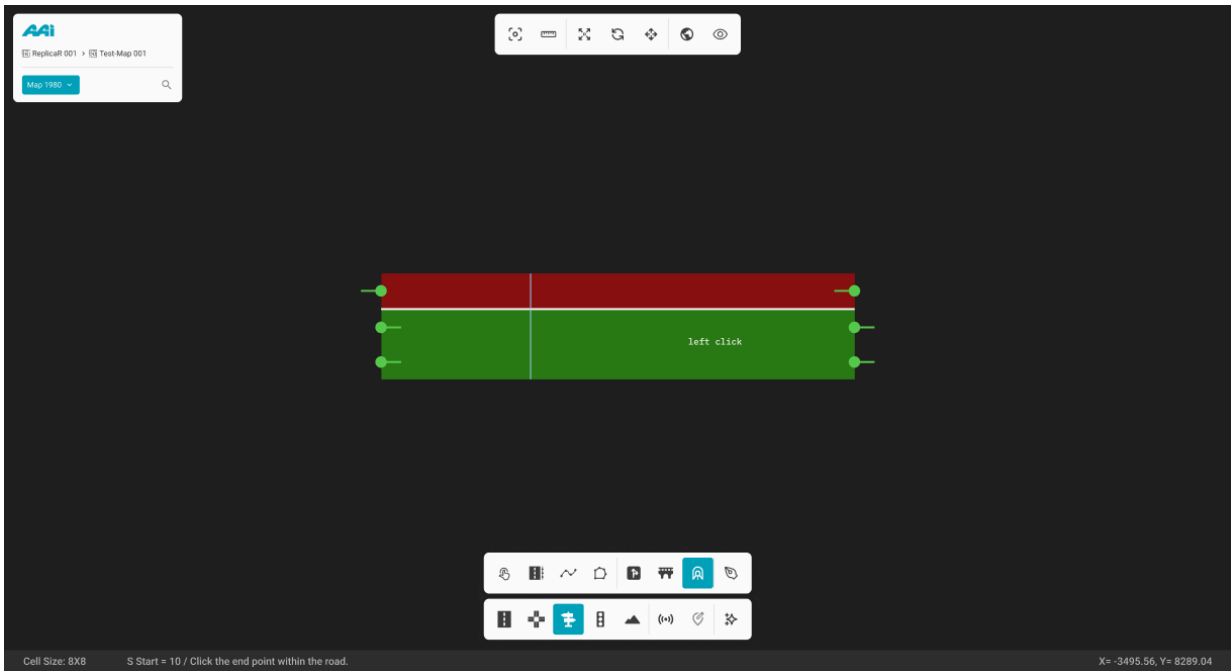 AAi
ReplicaR 001 > Test-Map 001
Map 1980
left click
Cell Size: 8X8 S Start = 10 / Click the end point within the road. X= -3495.56, Y= 8289.04